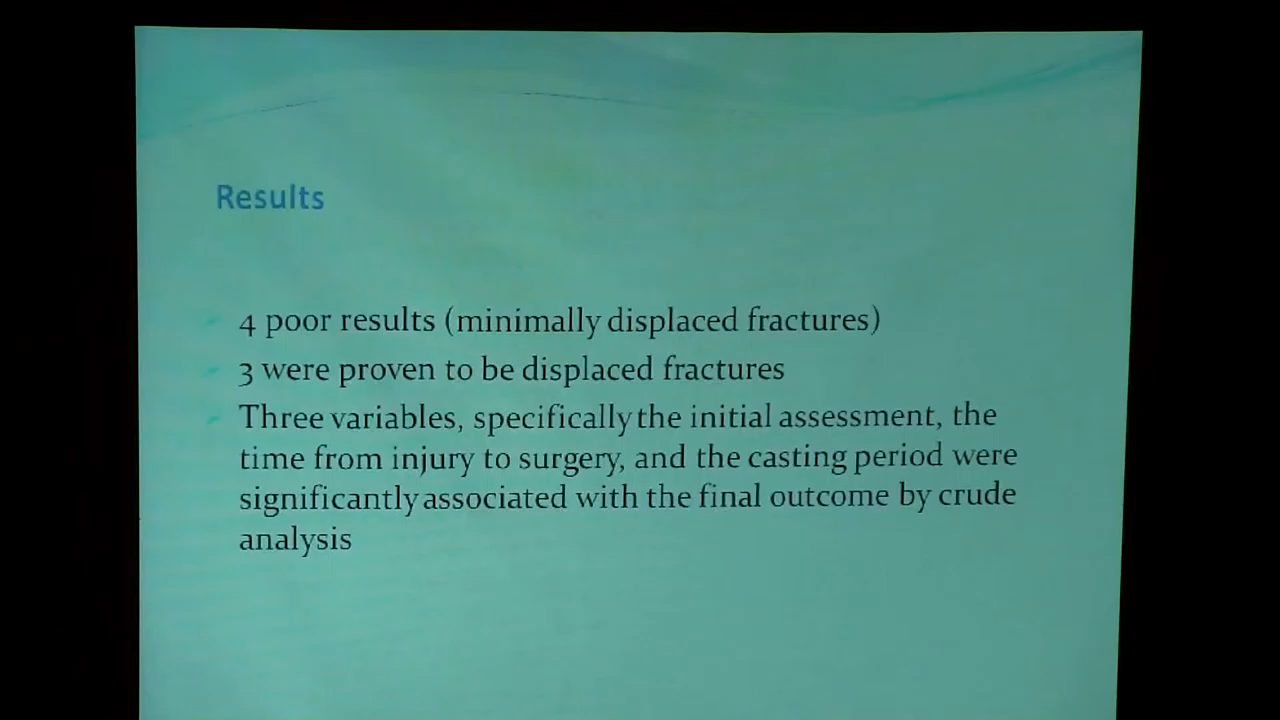 Results
4 poor results (minimally displaced fractures)
3 were proven to be displaced fractures
Three variables, specifically the initial assessment, the
time from injury to surgery, and the casting period were
significantly associated with the final outcome by crude
analysis